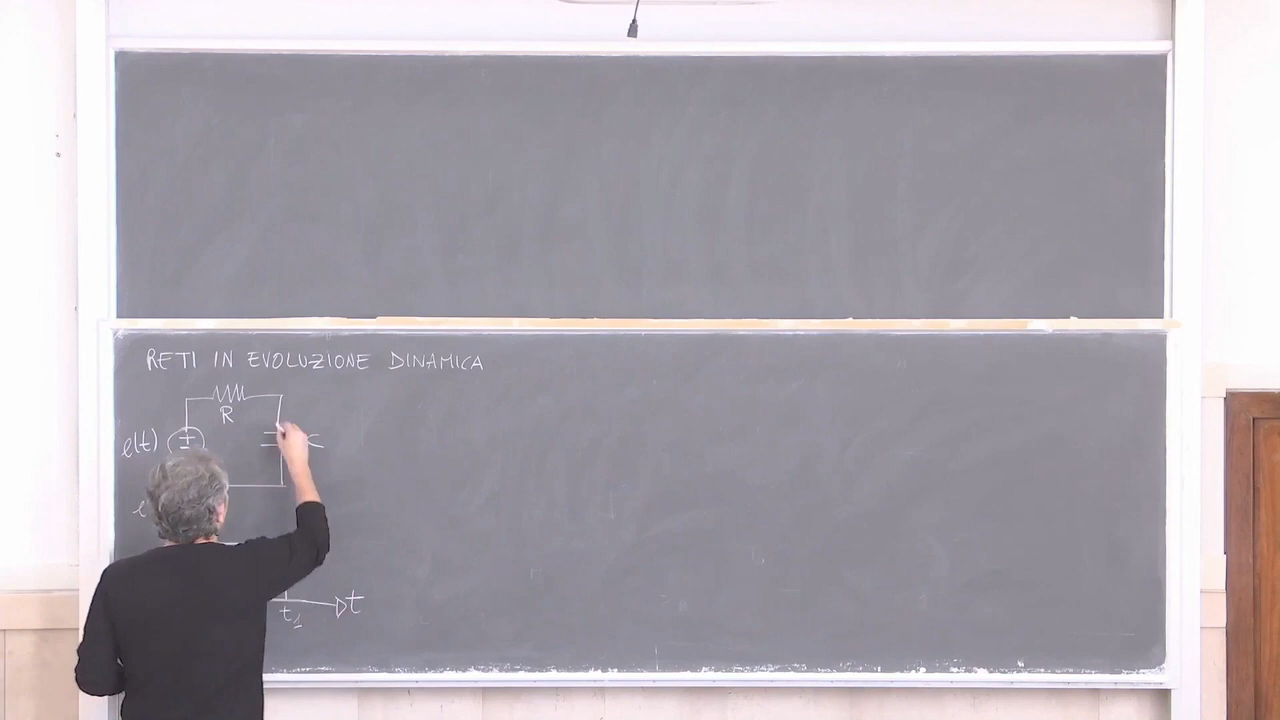 RETI IN EVOLUZIONE DINAMICA
R
e(t) ±
C
e
t
t₁